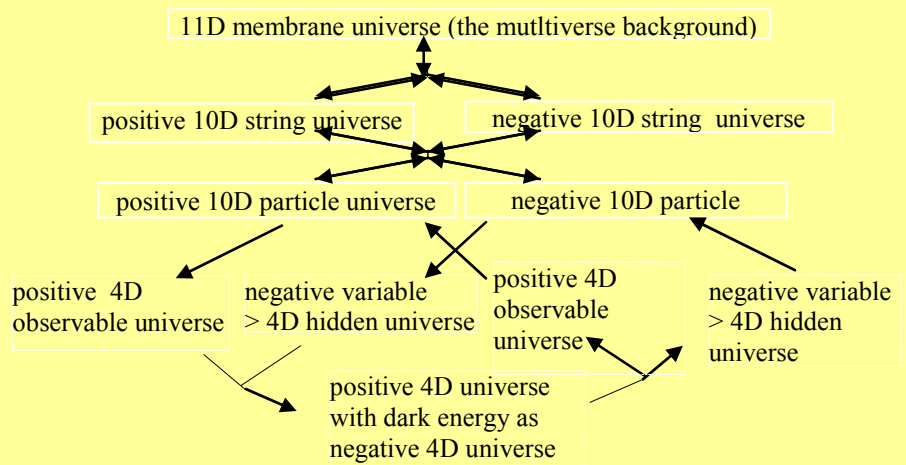 11D membrane universe (the mutltiverse background)
positive 10D string universe
negative 10D string universe
positive 10D particle universe
negative 10D particle
positive 4D
observable universe
negative variable
> 4D hidden universe
positive 4D
observable
universe
negative variable
> 4D hidden
universe
positive 4D universe
with dark energy as
negative 4D universe